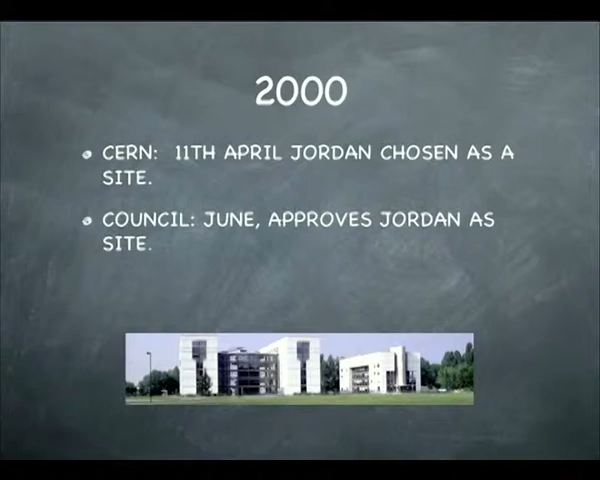 2000
CERN: 11TH APRIL JORDAN CHOSEN AS A
SITE.
COUNCIL: JUNE, APPROVES JORDAN AS
SITE.